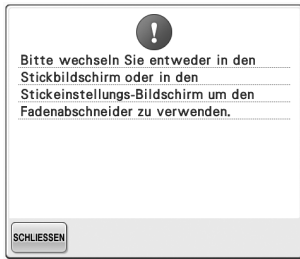 Bitte wechseln Sie entweder in den
Stickbildschirm oder in den
Stickeinstellungs-Bildschirm um den
Fadenabschneider zu verwenden.
SCHLIESSEN